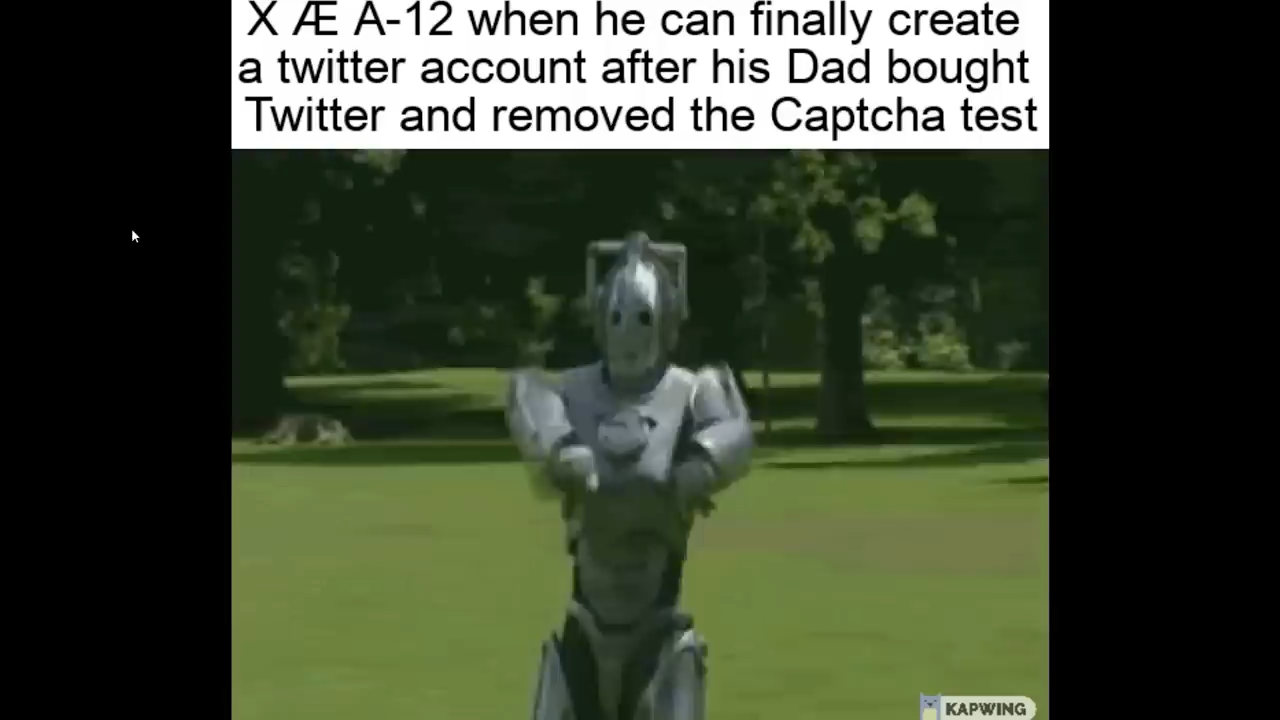 X Æ A-12 when he can finally create
a twitter account after his Dad bought
Twitter and removed the Captcha test
KAPWING